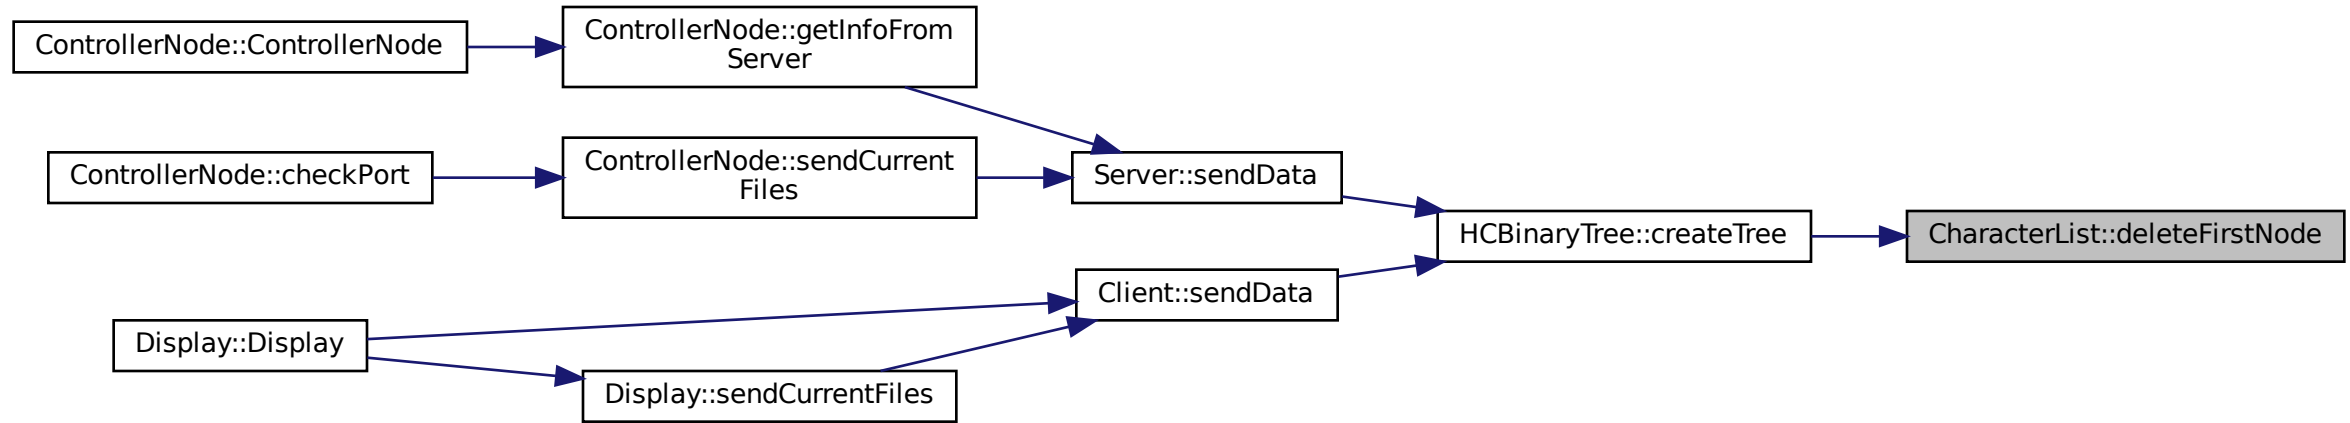 ControllerNode::ControllerNode
ControllerNode::getInfoFrom
Server
ControllerNode::checkPort
ControllerNode::sendCurrent
Files
Server::sendData
HCBinaryTree::createTree
CharacterList::deleteFirstNode
Client::sendData
Display::Display
Display::sendCurrentFiles